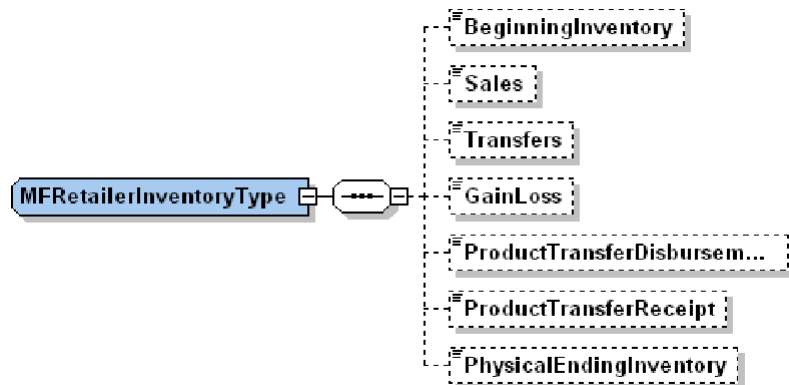 BeginningInventory
Sales
Transfers
MFRetailerInventoryType
GainLoss
ProductTransferDisbursem...
ProductTransferReceipt
PhysicalEndingInventory